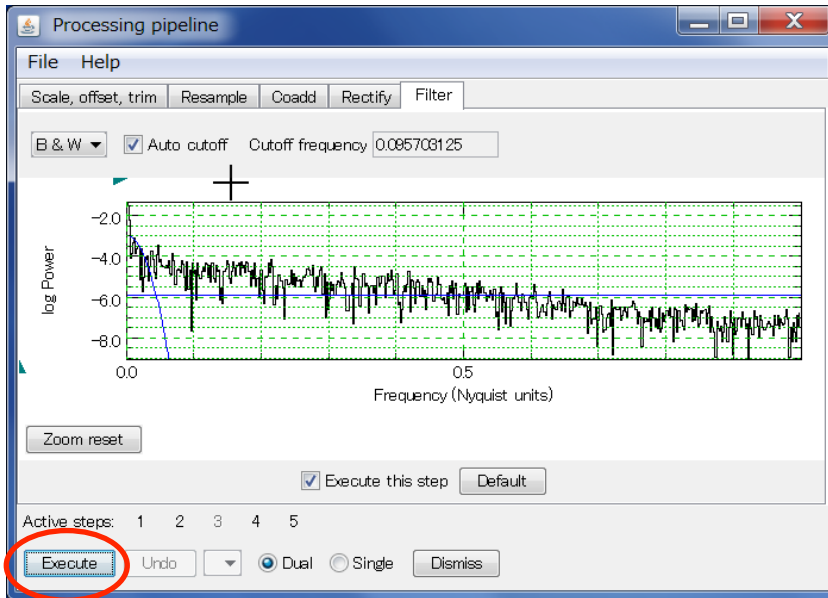 Processing pipeline
File Help
Scale, offset, trim Resample Coadd Rectify Filter
B & W Auto cutoff Cutoff frequency 0.095703125
-2.0
-4.0
-6.0
-8.0
log Power
0.0 0.5
Frequency (Nyquist units)
Zoom reset
Execute this step Default
Active steps: 1 2 3 4 5
Execute Undo Dual Single Dismiss